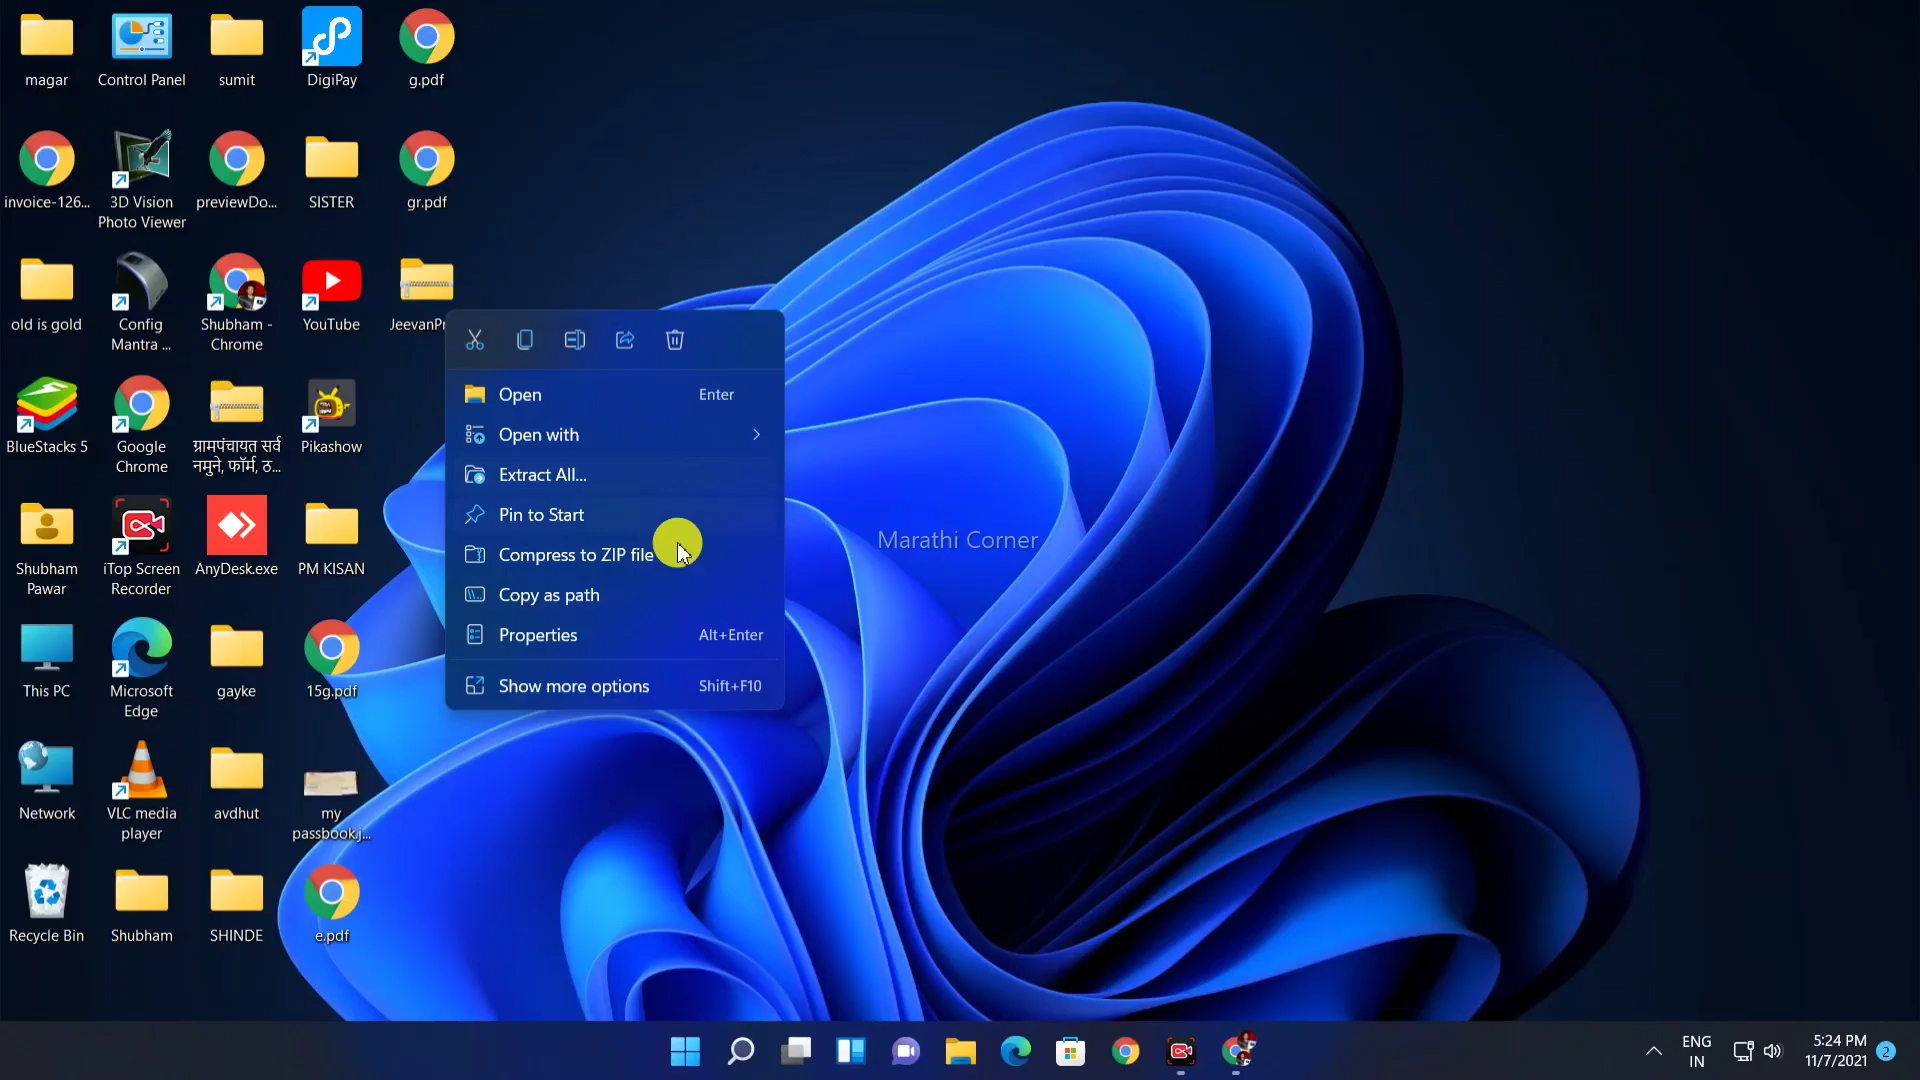 magar
Control Panel
sumit
DigiPay
g.pdf
invoice-126...
3D Vision
Photo Viewer
previewDo...
SISTER
gr.pdf
old is gold
Config
Mantra ...
Shubham -
Chrome
YouTube
JeevanPr
BlueStacks 5
Google
Chrome
ग्रामपंचायत सर्व
नमुने, फॉर्म, ठ...
Pikashow
Shubham
Pawar
iTop Screen
Recorder
AnyDesk.exe
PM KISAN
This PC
Microsoft
Edge
gayke
15g.pdf
Network
VLC media
player
avdhut
my
passbook.j...
Recycle Bin
Shubham
SHINDE
e.pdf
Open Enter
Open with
Extract All...
Pin to Start
Compress to ZIP file
Copy as path
Properties Alt+Enter
Show more options Shift+F10
Marathi Corner
ENG
IN
5:24 PM
11/7/2021
2